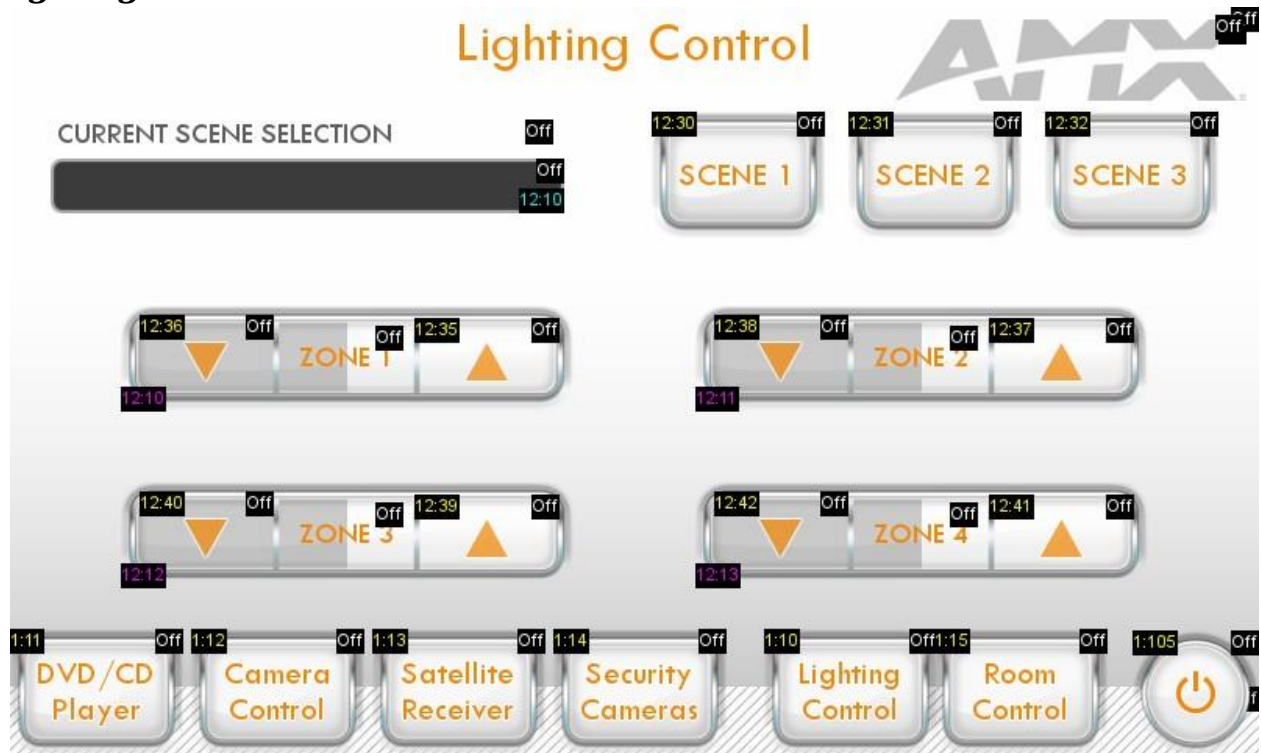 Lighting Control
AMX
Off
CURRENT SCENE SELECTION Off
Off
12:10
12:30 Off 12:31 Off 12:32 Off
SCENE 1 SCENE 2 SCENE 3
12:36 Off ZONE 1 Off 12:35 Off
12:10
12:38 Off ZONE 2 Off 12:37 Off
12:11
12:40 Off ZONE 3 Off 12:39 Off
12:12
12:42 Off ZONE 4 Off 12:41 Off
12:13
1:11 Off 1:12 Off 1:13 Off 1:14 Off 1:10 Off 1:15 Off 1:105 Off
DVD/CD Camera Satellite Security Lighting Room
Player Control Receiver Cameras Control Control